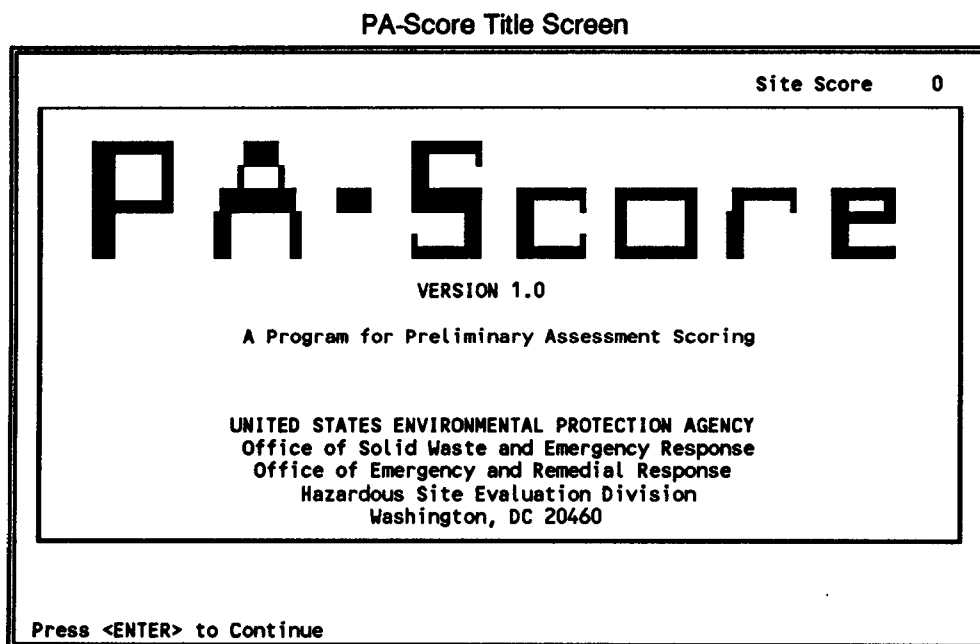 PA-Score Title Screen
Site Score 0
PA-Score
VERSION 1.0
A Program for Preliminary Assessment Scoring
UNITED STATES ENVIRONMENTAL PROTECTION AGENCY
Office of Solid Waste and Emergency Response
Office of Emergency and Remedial Response
Hazardous Site Evaluation Division
Washington, DC 20460
Press <ENTER> to Continue